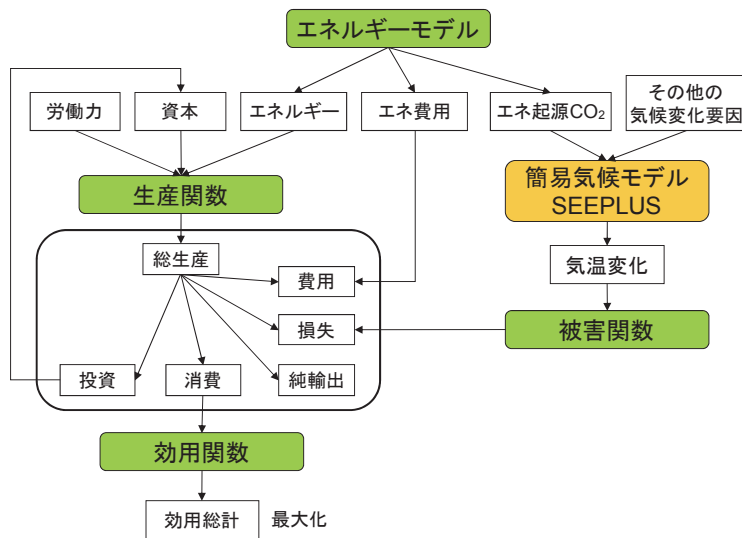 エネルギーモデル
労働力
資本
エネルギー
エネ費用
エネ起源CO₂
その他の
気候変化要因
生産関数
簡易気候モデル
SEEPLUS
総生産
費用
気温変化
損失
被害関数
投資
消費
純輸出
効用関数
効用総計
最大化